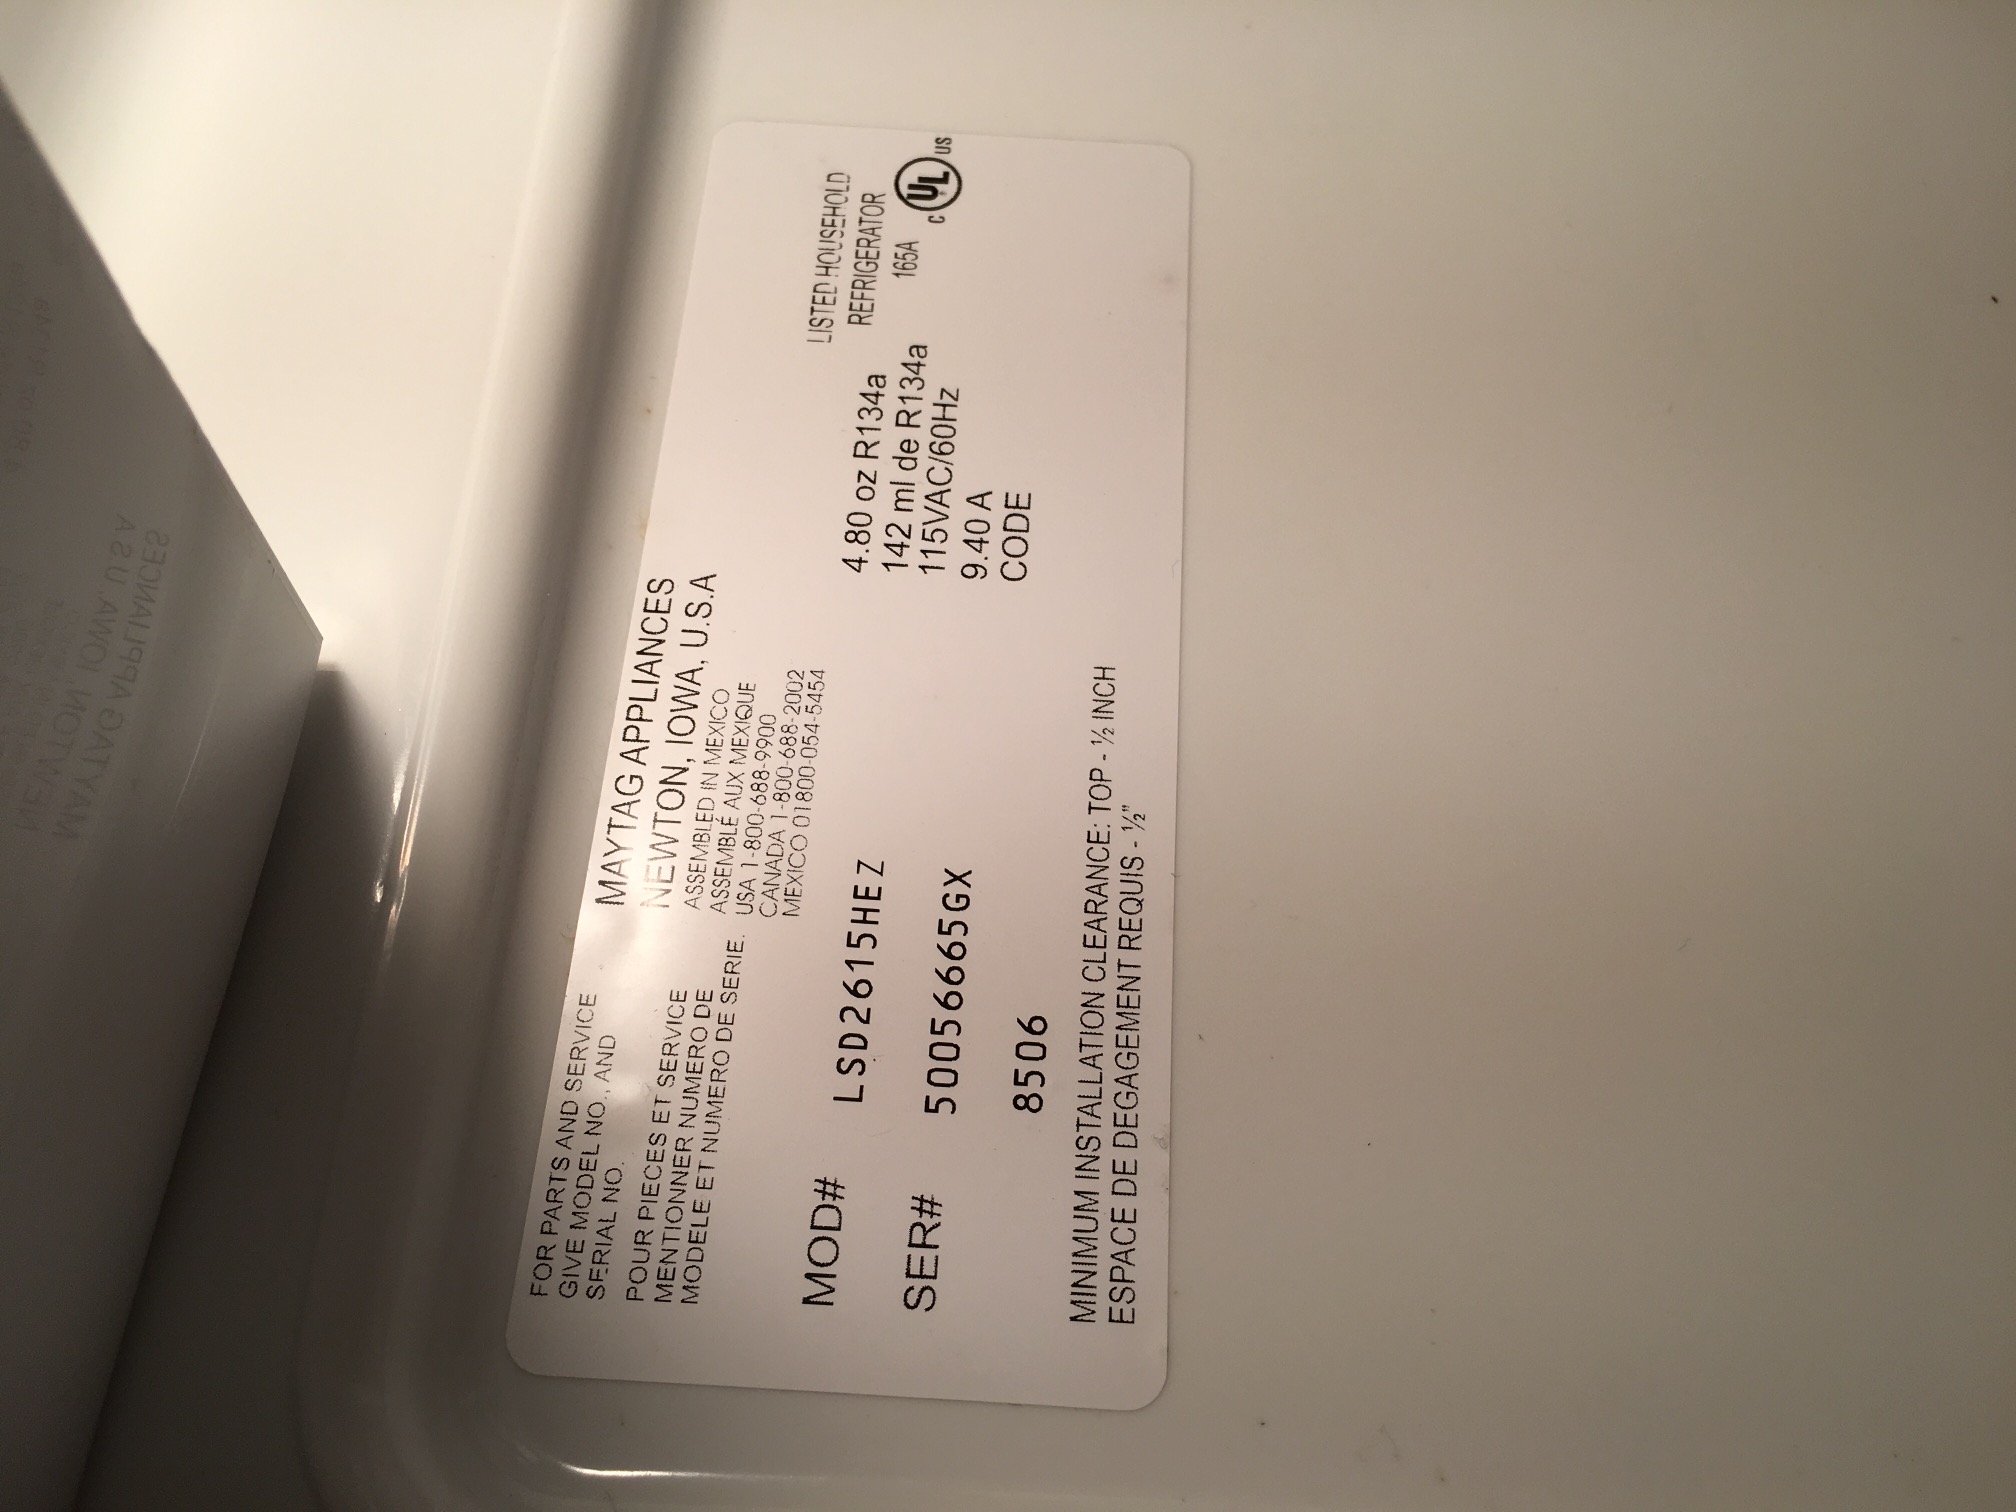 FOR PARTS AND SERVICE
GIVE MODEL NO., AND
SERIAL NO.
POUR PIECES ET SERVICE
MENTIONNER NUMERO DE
MODELE ET NUMERO DE SERIE.
MAYTAG APPLIANCES
NEWTON, IOWA, U.S.A
ASSEMBLED IN MEXICO
ASSEMBLÉ AUX MEXIQUE
USA 1-800-688-9900
CANADA 1-800-688-2002
MEXICO 01800-054-5454
MOD# LSD2615HEZ
SER# 50056665GX
8506
4.80 oz R134a
142 ml de R134a
115VAC/60Hz
9.40 A
CODE
LISTED HOUSEHOLD
REFRIGERATOR
165A
C UL US
MINIMUM INSTALLATION CLEARANCE: TOP - ½ INCH
ESPACE DE DEGAGEMENT REQUIS - ½"